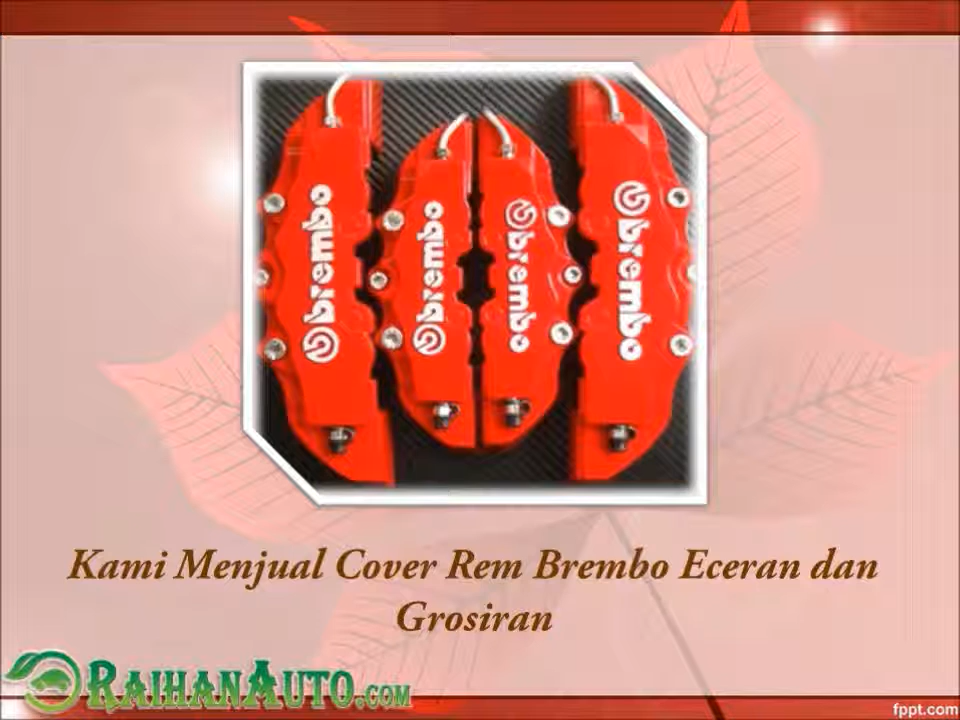 brembo
brembo
brembo
brembo
Kami Menjual Cover Rem Brembo Eceran dan
Grosiran
RAIHANAUTO.COM
fppt.com